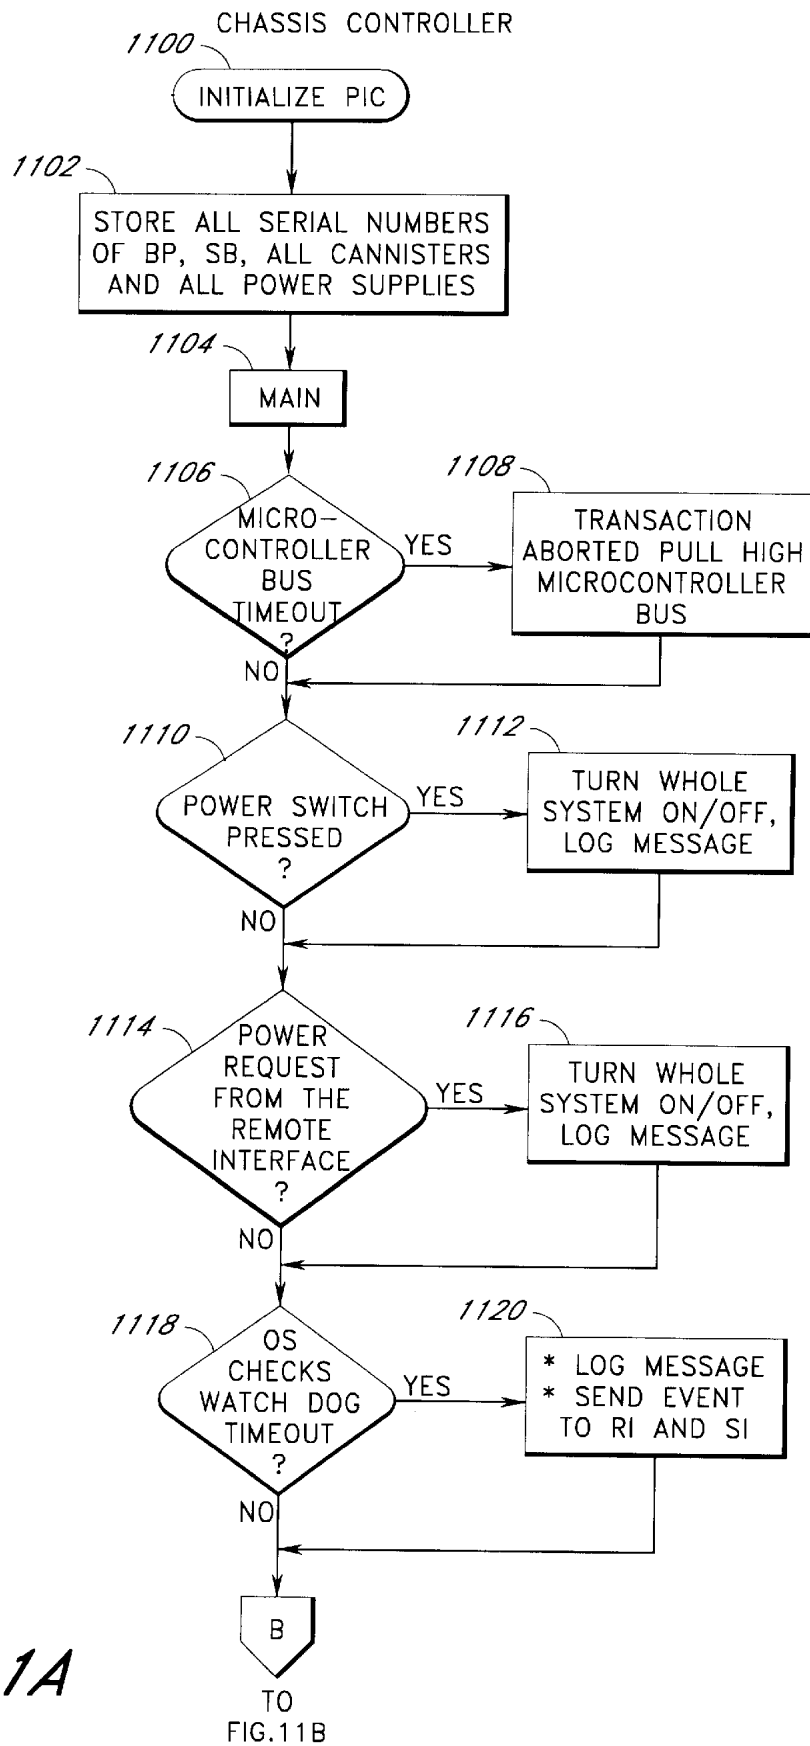 CHASSIS CONTROLLER
1100
INITIALIZE PIC
1102
STORE ALL SERIAL NUMBERS
OF BP, SB, ALL CANNISTERS
AND ALL POWER SUPPLIES
1104
MAIN
1106
MICRO-
CONTROLLER
BUS
TIMEOUT
?
YES
NO
1108
TRANSACTION
ABORTED PULL HIGH
MICROCONTROLLER
BUS
1110
POWER SWITCH
PRESSED
?
YES
NO
1112
TURN WHOLE
SYSTEM ON/OFF,
LOG MESSAGE
1114
POWER
REQUEST
FROM THE
REMOTE
INTERFACE
?
YES
NO
1116
TURN WHOLE
SYSTEM ON/OFF,
LOG MESSAGE
1118
OS
CHECKS
WATCH DOG
TIMEOUT
?
YES
NO
1120
* LOG MESSAGE
* SEND EVENT
TO RI AND SI
B
TO
FIG.11B
1A